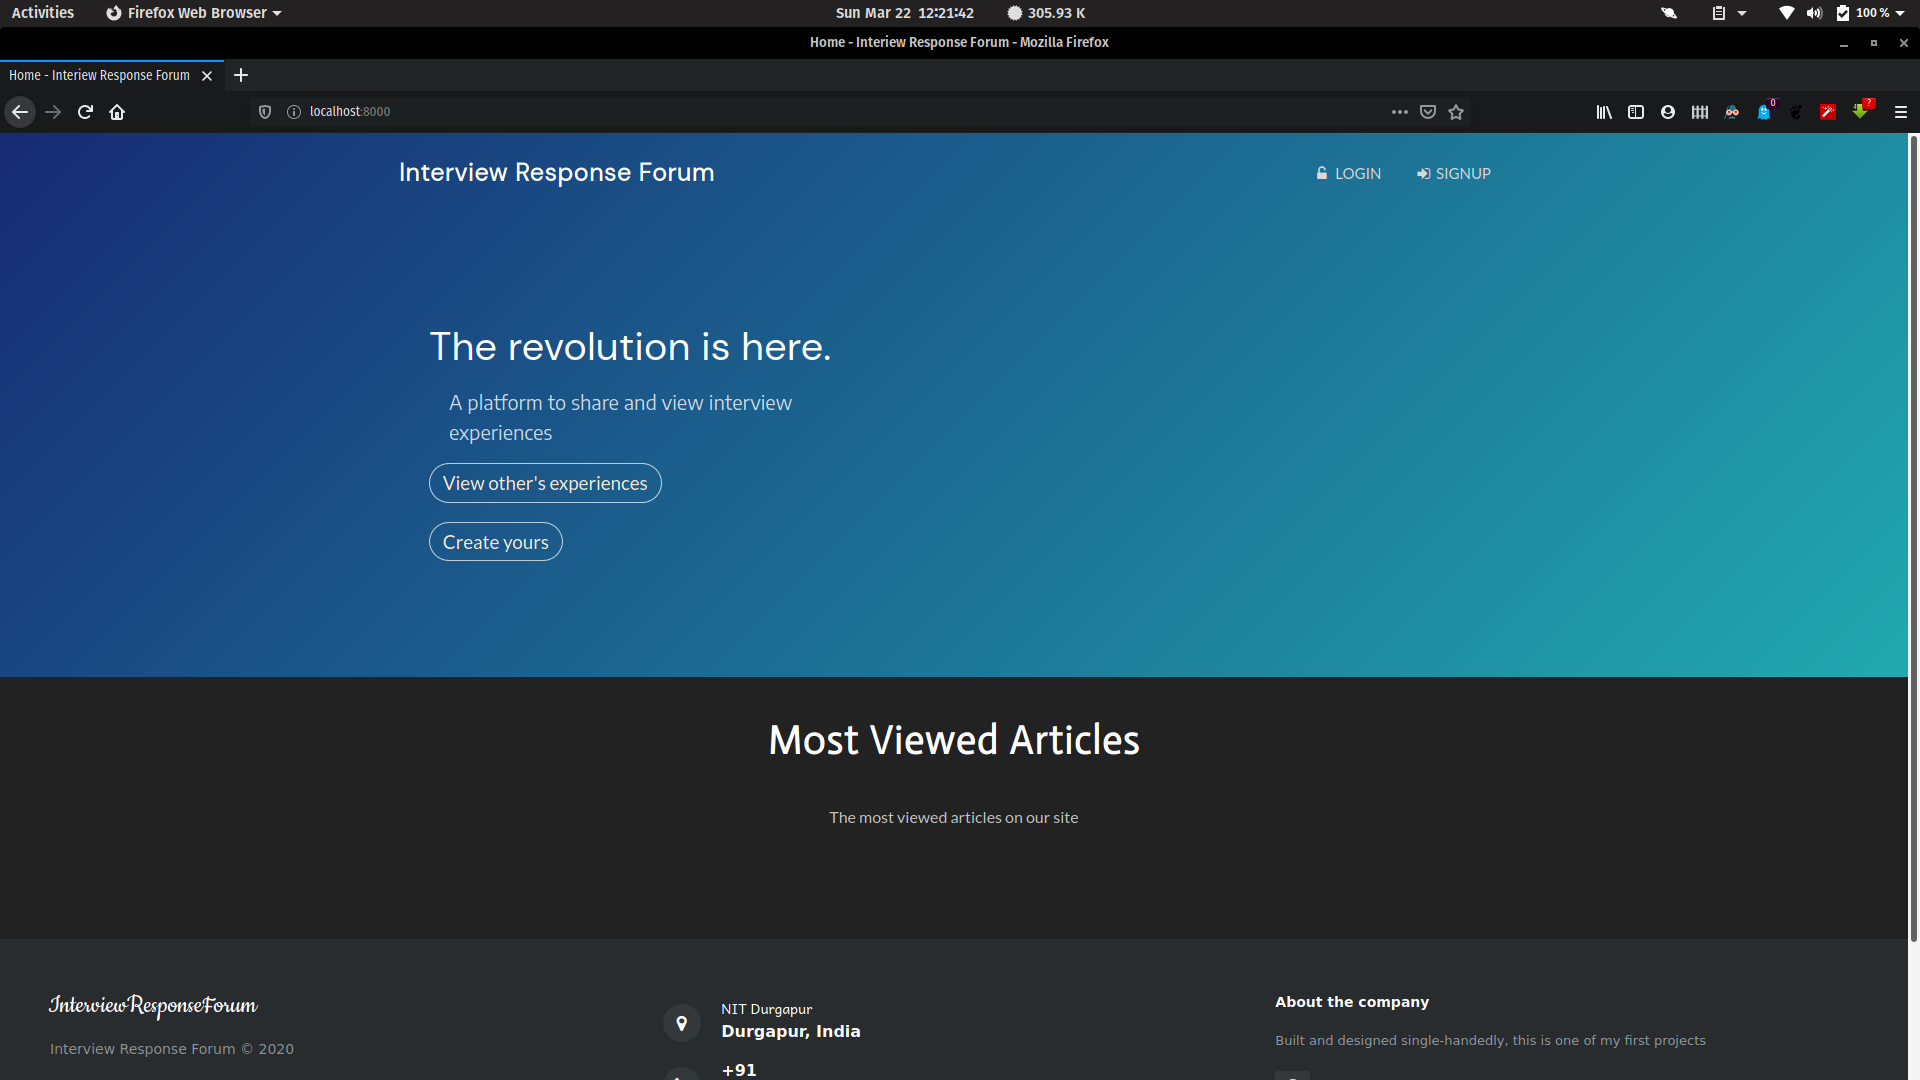 Activities
Firefox Web Browser
Sun Mar 22 12:21:42
305.93 K
100 %
Home - Interiew Response Forum - Mozilla Firefox
Home - Interiew Response Forum
localhost:8000
0
?
Interview Response Forum
LOGIN
SIGNUP
The revolution is here.
A platform to share and view interview
experiences
View other's experiences
Create yours
Most Viewed Articles
The most viewed articles on our site
InterviewResponseForum
Interview Response Forum © 2020
NIT Durgapur
Durgapur, India
+91
About the company
Built and designed single-handedly, this is one of my first projects